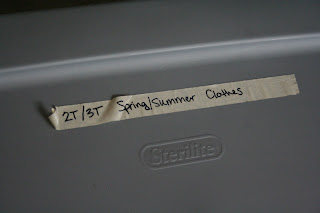 2T/3T Spring/Summer Clothes
Sterilite